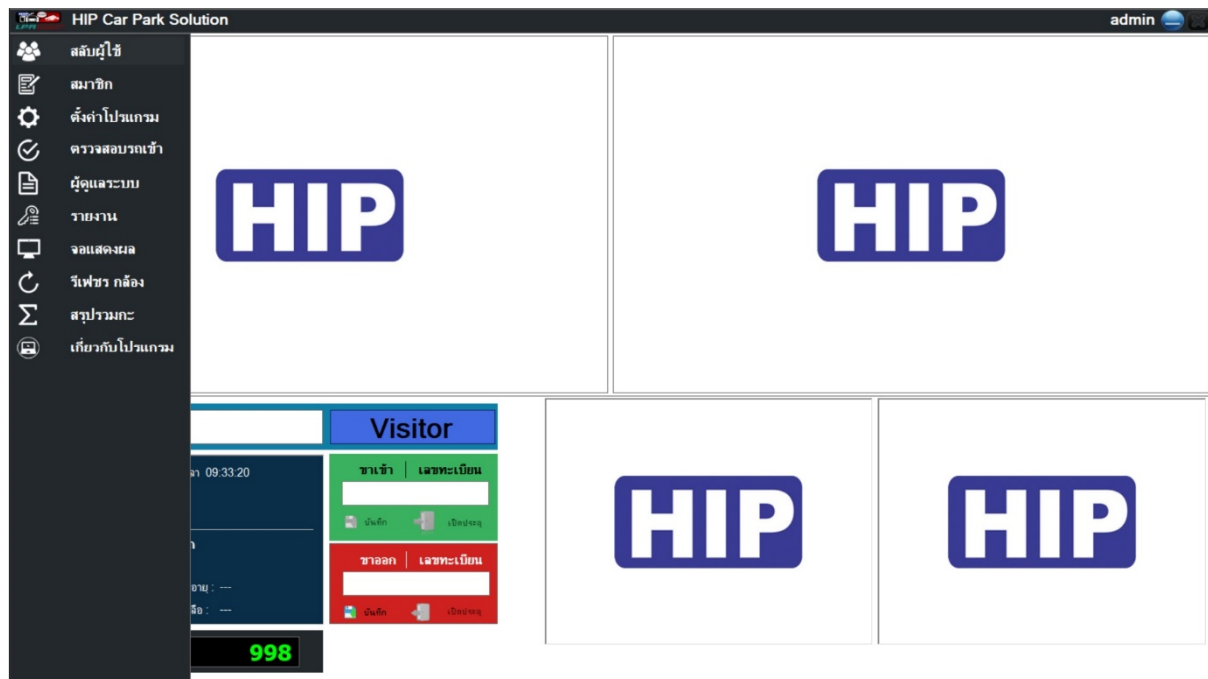 LPR HIP Car Park Solution admin
สลับผู้ใช้
สมาชิก
ตั้งค่าโปรแกรม
ตรวจสอบรถเข้า
ผู้ดูแลระบบ
รายงาน
จอแสดงผล
รีเฟชร กล้อง
สรุปรวมกะ
เกี่ยวกับโปรแกรม
HIP
HIP
Visitor
09:33:20
ขาเข้า | เลขทะเบียน
บันทึก เปิดประตู
ขาออก | เลขทะเบียน
บันทึก เปิดประตู
อายุ : ---
ลือ : ---
998
HIP
HIP